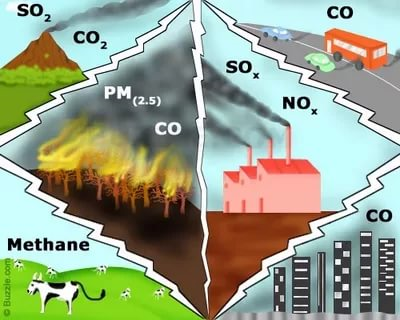 SO₂
CO₂
CO
SOₓ
PM(2.5)
NOₓ
CO
Methane
CO
© Buzzle.com